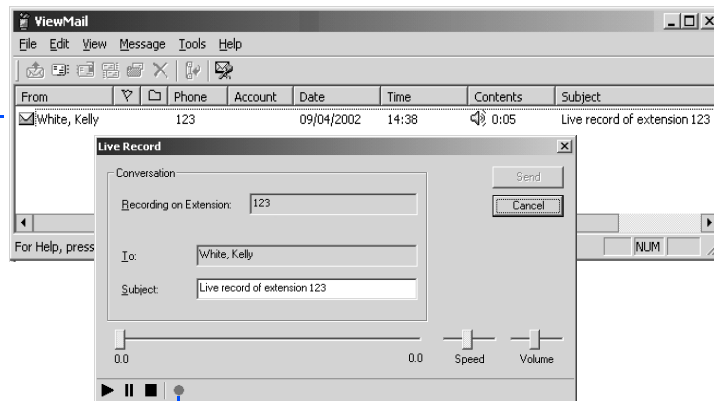 ViewMail
File Edit View Message Tools Help
From Phone Account Date Time Contents Subject
White, Kelly 123 09/04/2002 14:38 0:05 Live record of extension 123
Live Record
Conversation
Send
Recording on Extension: 123
Cancel
For Help, press
NUM
To: White, Kelly
Subject: Live record of extension 123
0.0 0.0 Speed Volume